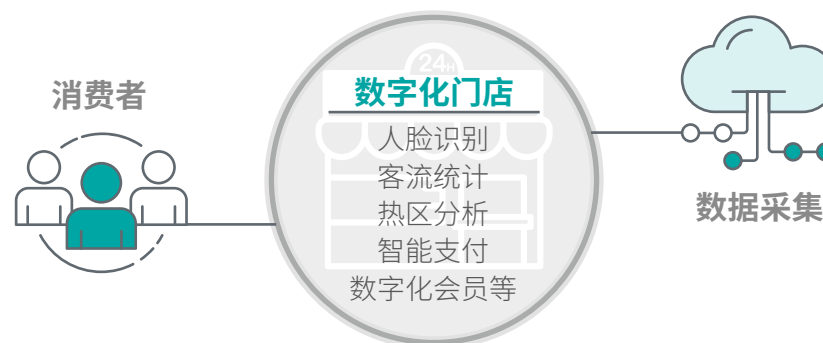 消费者
24H
数字化门店
人脸识别
客流统计
热区分析
智能支付
数字化会员等
数据采集